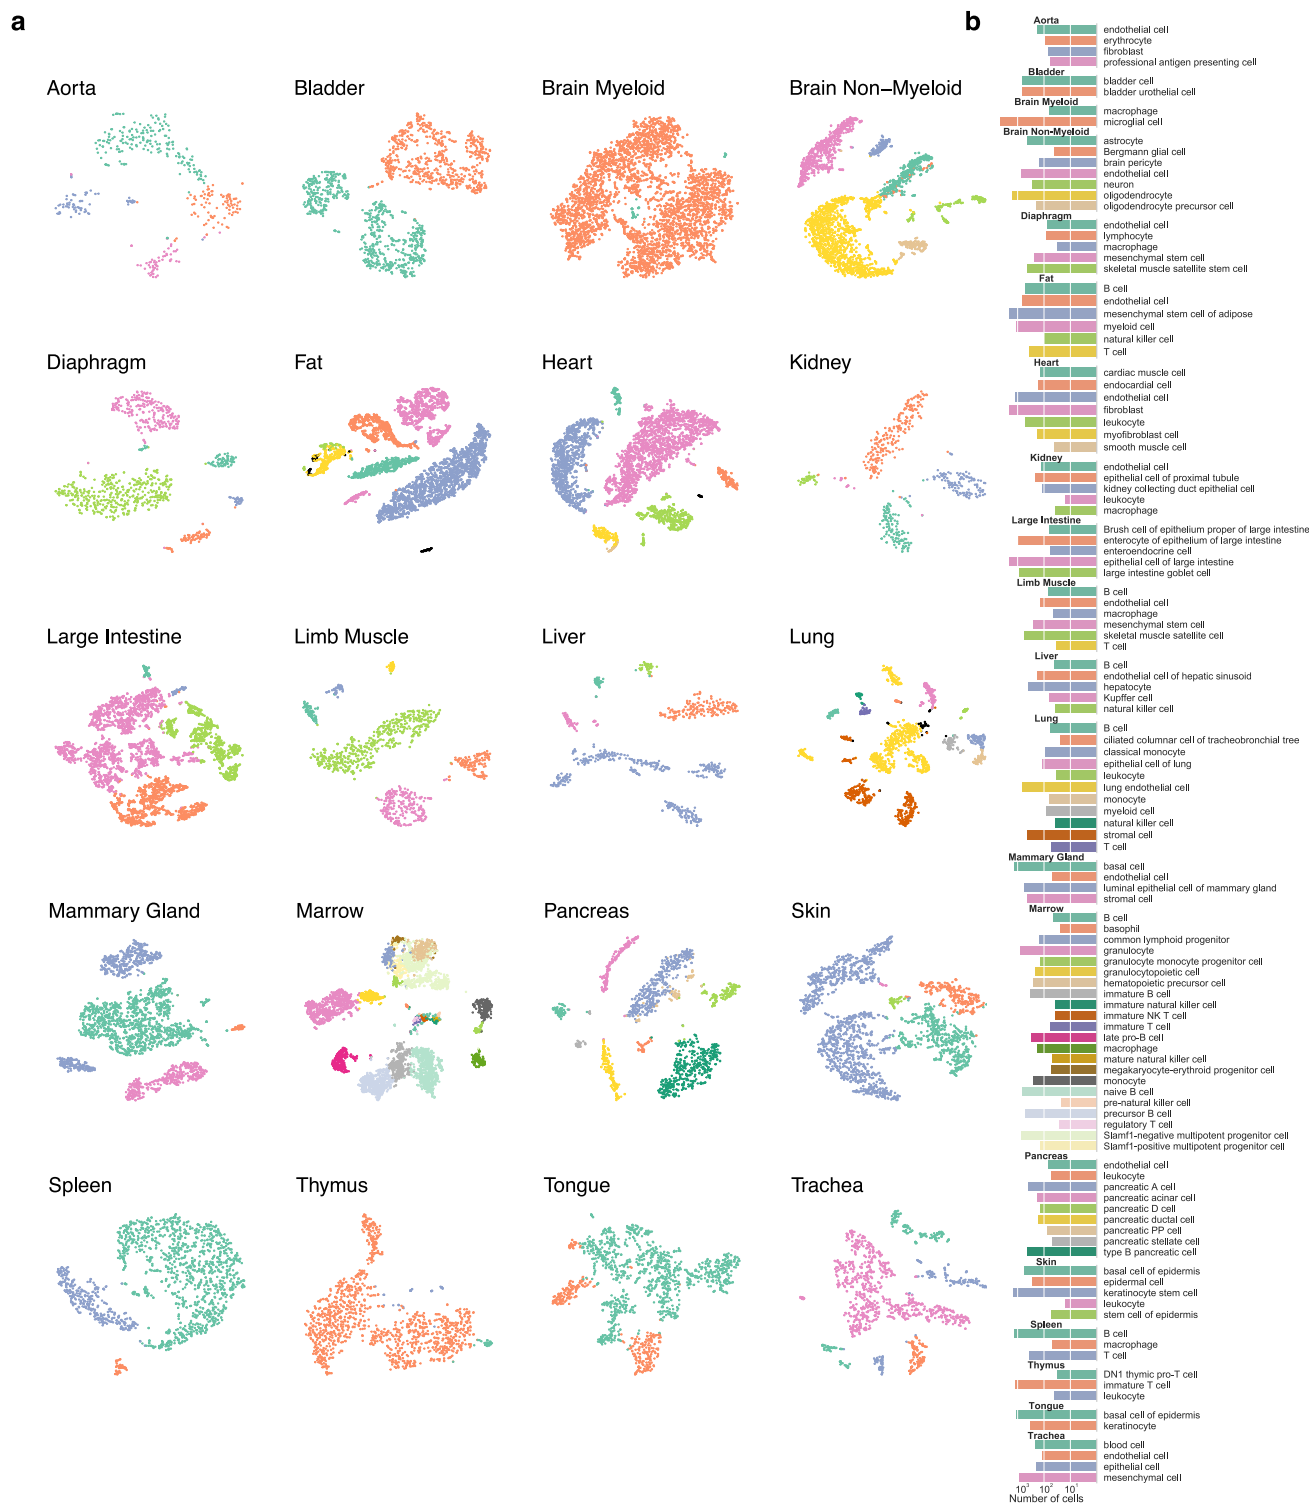 a
Aorta
Bladder
Brain Myeloid
Brain Non–Myeloid
Diaphragm
Fat
Heart
Kidney
Large Intestine
Limb Muscle
Liver
Lung
Mammary Gland
Marrow
Pancreas
Skin
Spleen
Thymus
Tongue
Trachea
b
Aorta
endothelial cell
erythrocyte
fibroblast
professional antigen presenting cell
Bladder
bladder cell
bladder urothelial cell
Brain Myeloid
macrophage
microglial cell
Brain Non-Myeloid
astrocyte
Bergmann glial cell
brain pericyte
endothelial cell
neuron
oligodendrocyte
oligodendrocyte precursor cell
Diaphragm
endothelial cell
lymphocyte
macrophage
mesenchymal stem cell
skeletal muscle satellite stem cell
Fat
B cell
endothelial cell
mesenchymal stem cell of adipose
myeloid cell
natural killer cell
T cell
Heart
cardiac muscle cell
endocardial cell
endothelial cell
fibroblast
leukocyte
myofibroblast cell
smooth muscle cell
Kidney
endothelial cell
epithelial cell of proximal tubule
kidney collecting duct epithelial cell
leukocyte
macrophage
Large Intestine
Brush cell of epithelium proper of large intestine
enterocyte of epithelium of large intestine
enteroendocrine cell
epithelial cell of large intestine
large intestine goblet cell
Limb Muscle
B cell
endothelial cell
macrophage
mesenchymal stem cell
skeletal muscle satellite cell
T cell
Liver
B cell
endothelial cell of hepatic sinusoid
hepatocyte
Kupffer cell
natural killer cell
Lung
B cell
ciliated columnar cell of tracheobronchial tree
classical monocyte
epithelial cell of lung
leukocyte
lung endothelial cell
monocyte
myeloid cell
natural killer cell
stromal cell
T cell
Mammary Gland
basal cell
endothelial cell
luminal epithelial cell of mammary gland
stromal cell
Marrow
B cell
basophil
common lymphoid progenitor
granulocyte
granulocyte monocyte progenitor cell
granulocytopoietic cell
hematopoietic precursor cell
immature B cell
immature natural killer cell
immature NK T cell
immature T cell
late pro-B cell
macrophage
mature natural killer cell
megakaryocyte-erythroid progenitor cell
monocyte
naive B cell
pre-natural killer cell
precursor B cell
regulatory T cell
Slamf1-negative multipotent progenitor cell
Slamf1-positive multipotent progenitor cell
Pancreas
endothelial cell
leukocyte
pancreatic A cell
pancreatic acinar cell
pancreatic D cell
pancreatic ductal cell
pancreatic PP cell
pancreatic stellate cell
type B pancreatic cell
Skin
basal cell of epidermis
epidermal cell
keratinocyte stem cell
leukocyte
stem cell of epidermis
Spleen
B cell
macrophage
T cell
Thymus
DN1 thymic pro-T cell
immature T cell
leukocyte
Tongue
basal cell of epidermis
keratinocyte
Trachea
blood cell
endothelial cell
epithelial cell
mesenchymal cell
10³ 10² 10¹
Number of cells